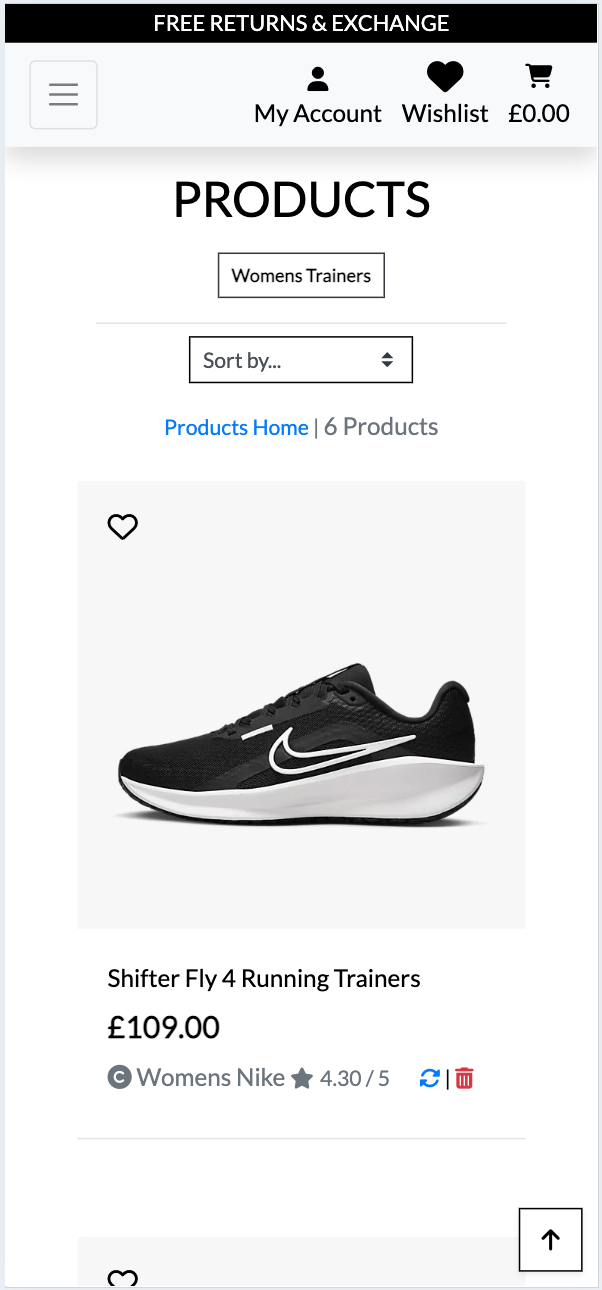 FREE RETURNS & EXCHANGE
My Account Wishlist £0.00
PRODUCTS
Womens Trainers
Sort by...
Products Home | 6 Products
Shifter Fly 4 Running Trainers
£109.00
C Womens Nike 4.30 / 5 |